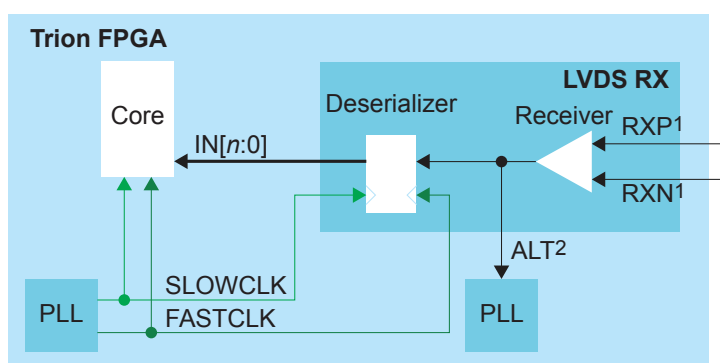 Trion FPGA
LVDS RX
Core
Deserializer
Receiver
RXP1
IN[n:0]
RXN1
ALT2
SLOWCLK
PLL
FASTCLK
PLL